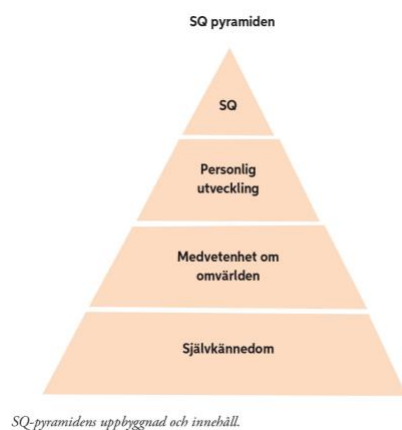 SQ pyramiden
SQ
Personlig
utveckling
Medvetenhet om
omvärlden
Självkännedom
SQ-pyramidens uppbyggnad och innehåll.